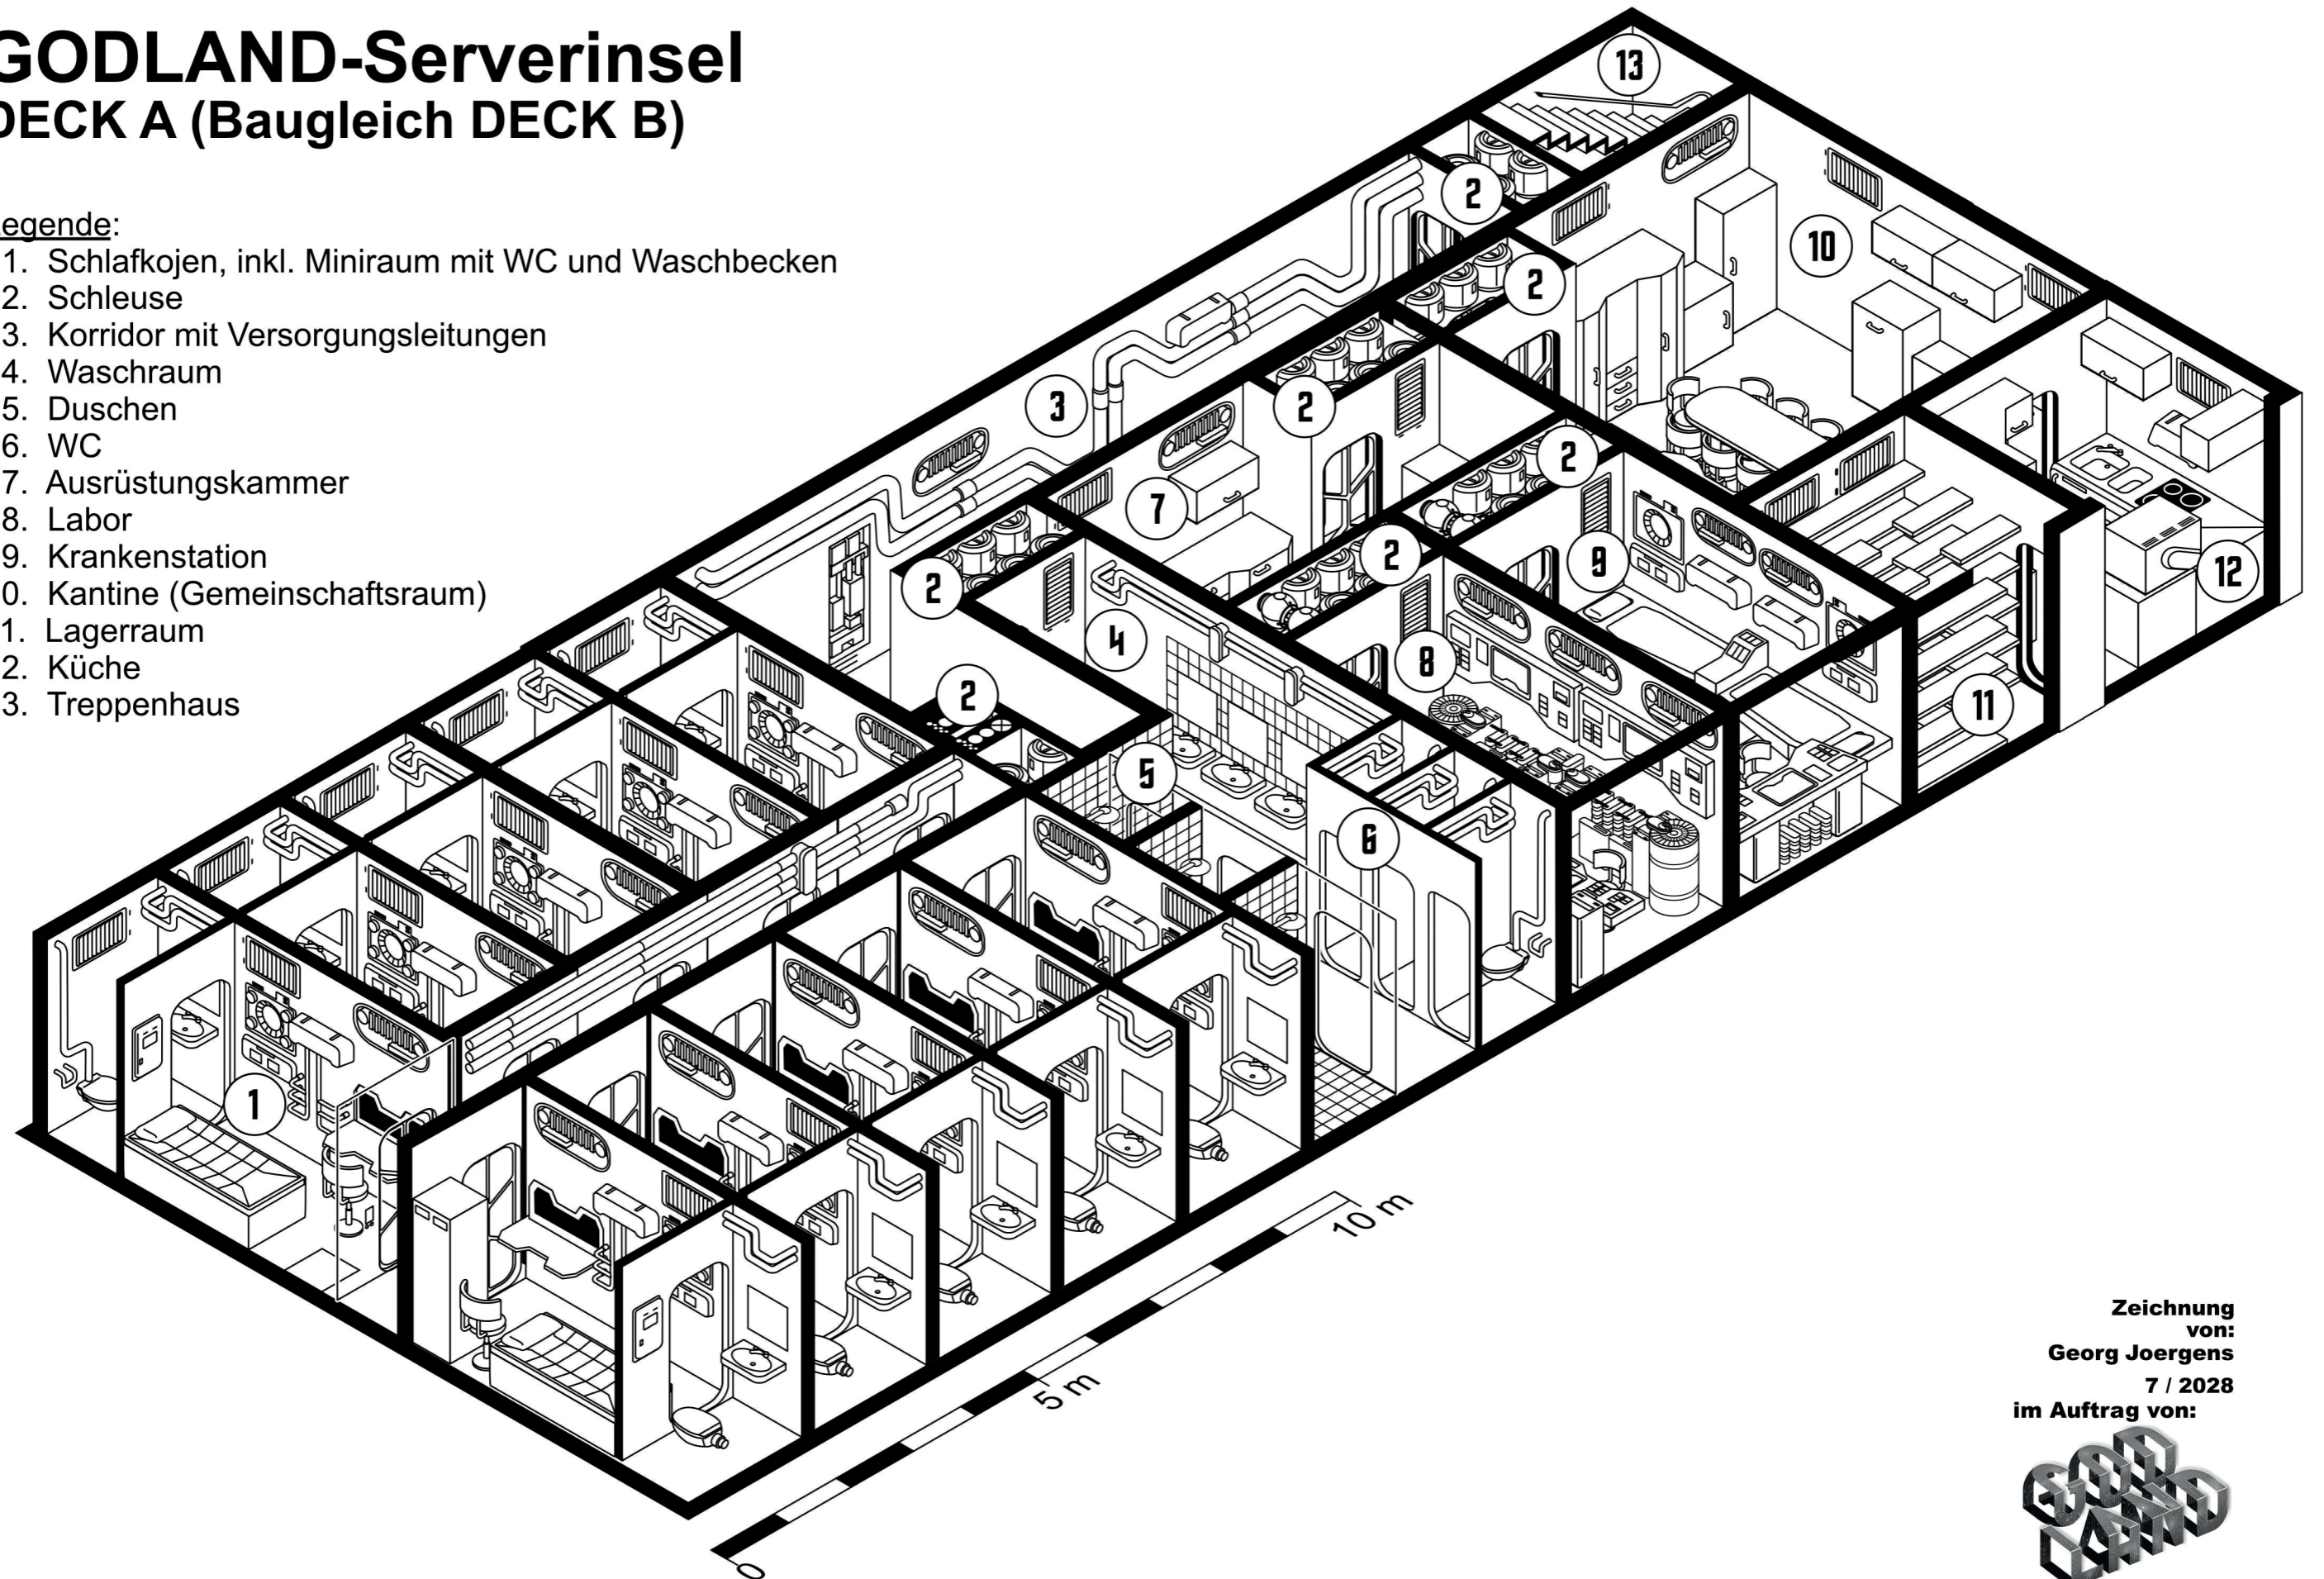 GODLAND-Serverinsel
DECK A (Baugleich DECK B)
egende:
1. Schlafkojen, inkl. Miniraum mit WC und Waschbecken
2. Schleuse
3. Korridor mit Versorgungsleitungen
4. Waschraum
5. Duschen
6. WC
7. Ausrüstungskammer
8. Labor
9. Krankenstation
0. Kantine (Gemeinschaftsraum)
1. Lagerraum
2. Küche
3. Treppenhaus
13
2
10
2
3
2
2
7
2
9
12
2
4
8
2
11
5
6
1
10 m
5 m
0
Zeichnung
von:
Georg Joergens
7 / 2028
im Auftrag von:
GOD
LAND